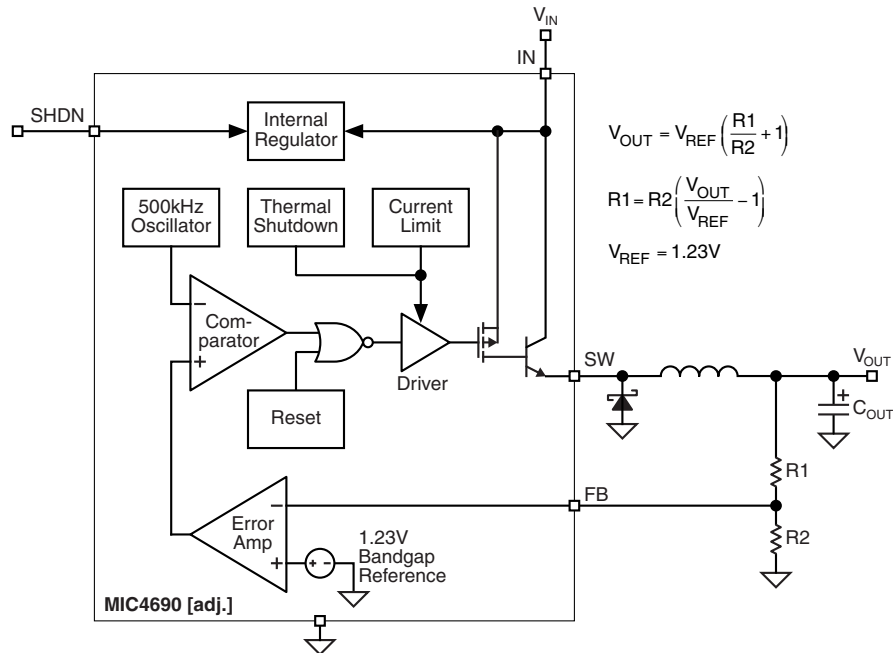 V_IN
IN
SHDN
Internal
Regulator
V_OUT = V_REF (R1/R2 + 1)
R1 = R2 (V_OUT/V_REF − 1)
V_REF = 1.23V
500kHz
Oscillator
Thermal
Shutdown
Current
Limit
−
Com-
parator
+
Driver
Reset
SW
V_OUT
+
C_OUT
R1
FB
R2
−
Error
Amp
+
+ −
1.23V
Bandgap
Reference
MIC4690 [adj.]